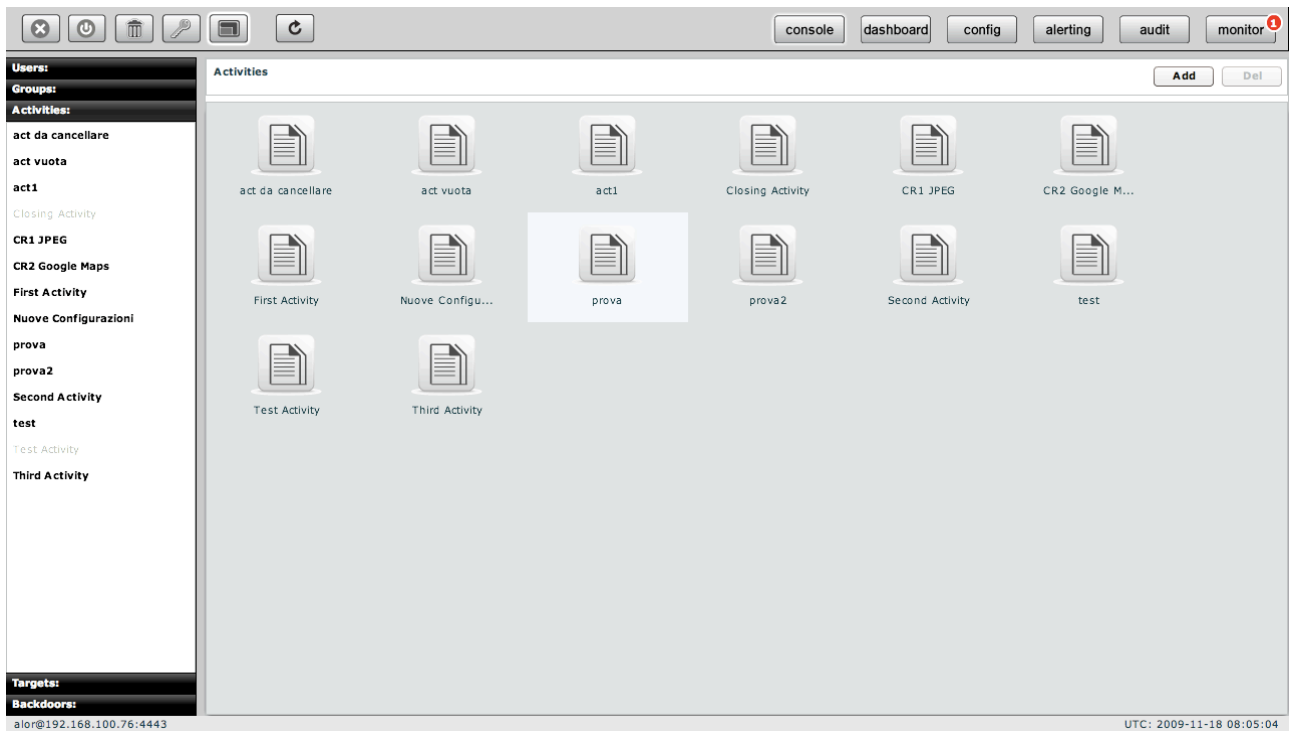 console dashboard config alerting audit monitor 1
Users:
Groups:
Activities:
act da cancellare
act vuota
act1
Closing Activity
CR1 JPEG
CR2 Google Maps
First Activity
Nuove Configurazioni
prova
prova2
Second Activity
test
Test Activity
Third Activity
Targets:
Backdoors:
Activities Add Del
act da cancellare act vuota act1 Closing Activity CR1 JPEG CR2 Google M...
First Activity Nuove Configu... prova prova2 Second Activity test
Test Activity Third Activity
alor@192.168.100.76:4443 UTC: 2009-11-18 08:05:04